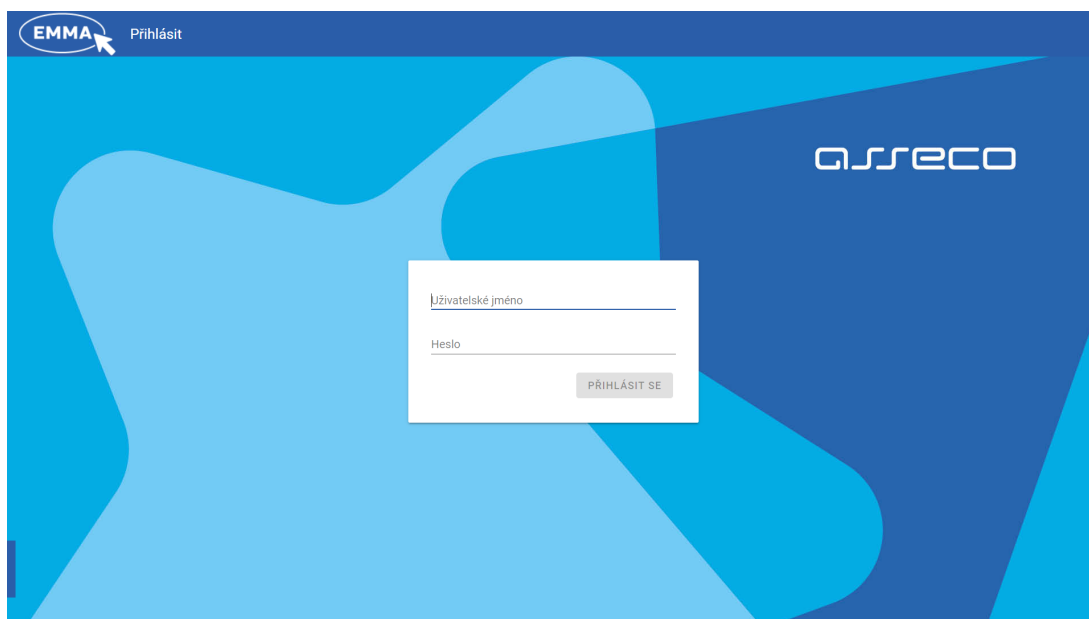 EMMA Přihlásit
asseco
Uživatelské jméno
Heslo
PŘIHLÁSIT SE